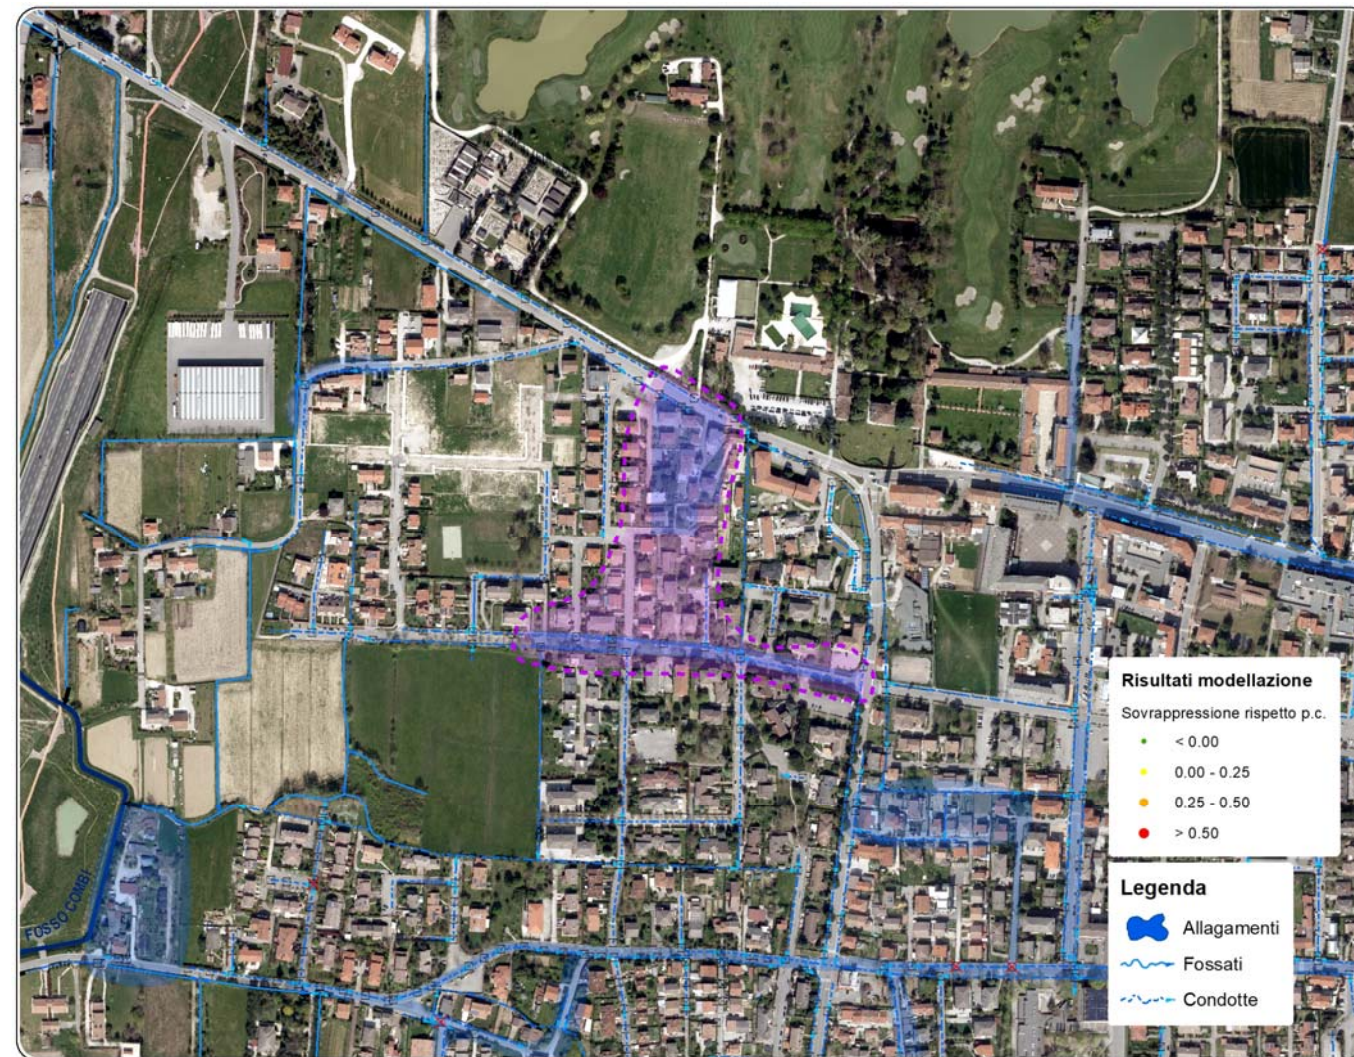 Risultati modellazione
Sovrappressione rispetto p.c.
< 0.00
0.00 - 0.25
0.25 - 0.50
> 0.50
Legenda
Allagamenti
Fossati
Condotte
FOSSO COMBI